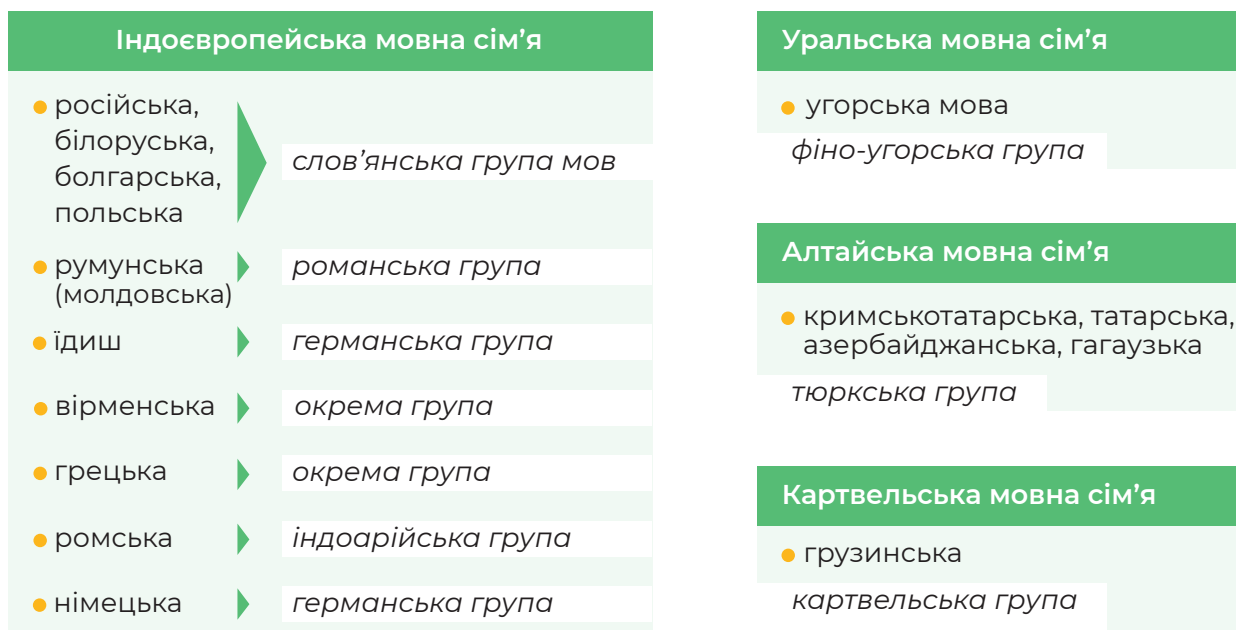 Індоєвропейська мовна сім’я
російська,
білоруська,
болгарська,
польська
слов’янська група мов
румунська
(молдовська)
романська група
їдиш
германська група
вірменська
окрема група
грецька
окрема група
ромська
індоарійська група
німецька
германська група
Уральська мовна сім’я
угорська мова
фіно-угорська група
Алтайська мовна сім’я
кримськотатарська, татарська,
азербайджанська, гагаузька
тюркська група
Картвельська мовна сім’я
грузинська
картвельська група